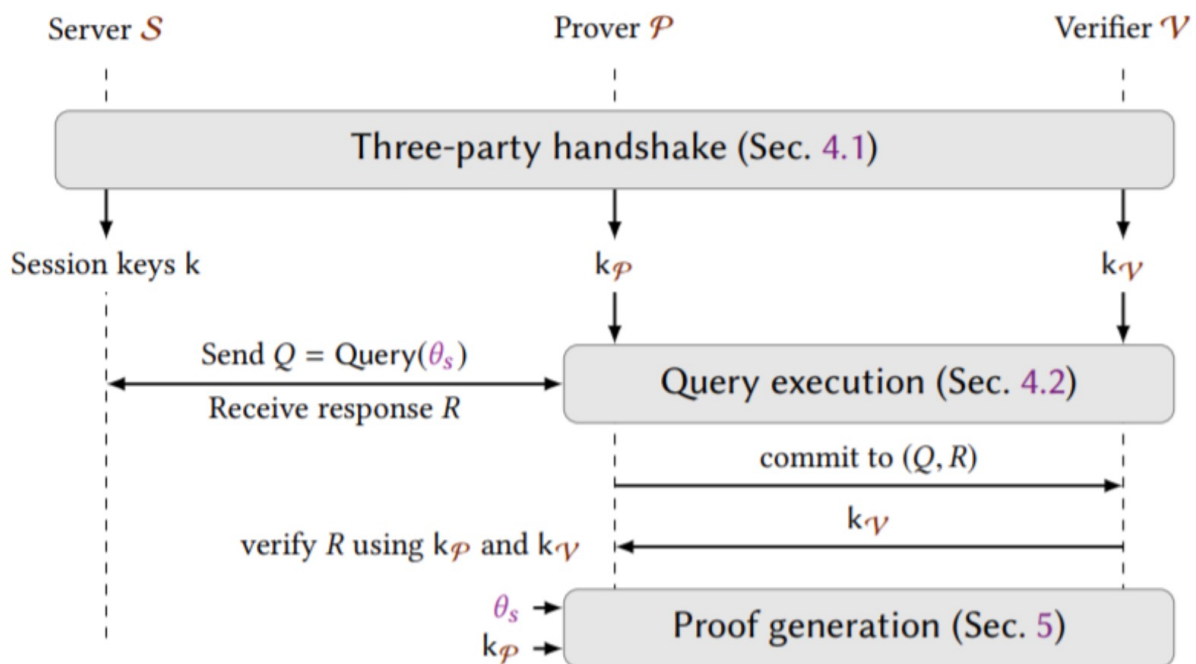 Server 𝒮
Prover 𝒫
Verifier 𝒱
Three-party handshake (Sec. 4.1)
Session keys k
k𝒫
k𝒱
Send Q = Query(θs)
Receive response R
Query execution (Sec. 4.2)
commit to (Q, R)
k𝒱
verify R using k𝒫 and k𝒱
θs
k𝒫
Proof generation (Sec. 5)